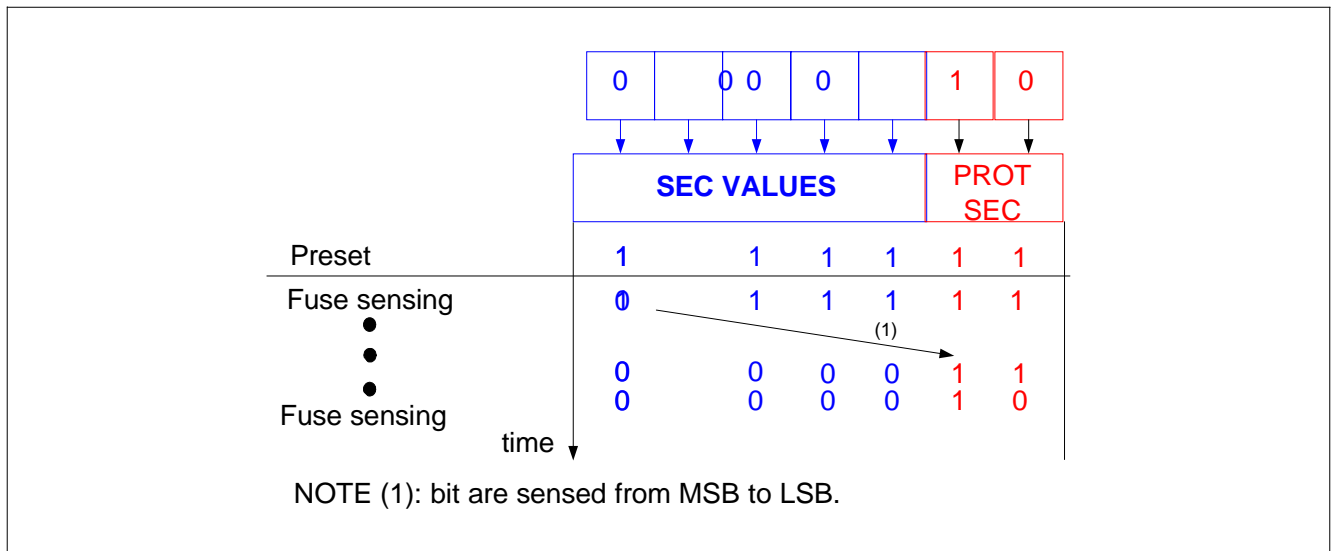 0 0 0 0 1 0
SEC VALUES PROT SEC
Preset 1 1 1 1 1 1
Fuse sensing 0 1 1 1 1 1
(1)
0 0 0 0 1 1
0 0 0 0 1 0
Fuse sensing
time
NOTE (1): bit are sensed from MSB to LSB.